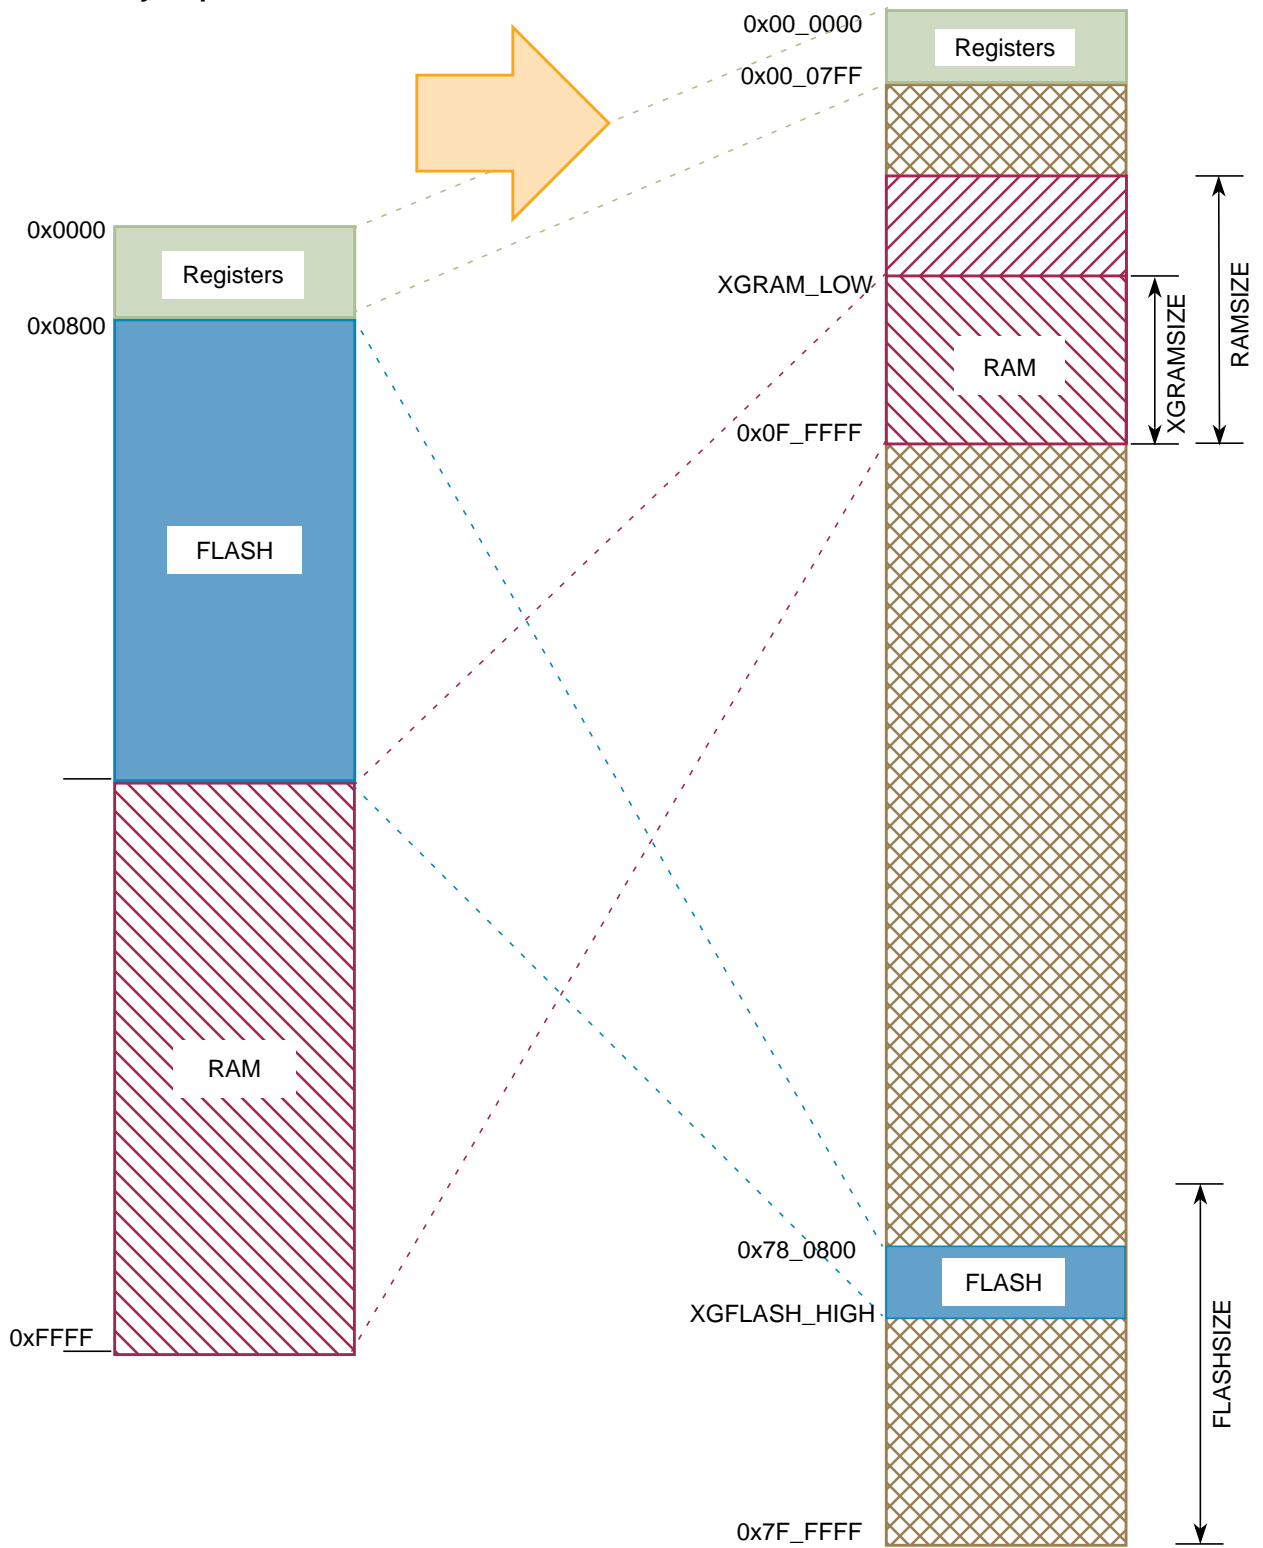 0x00_0000
Registers
0x00_07FF
0x0000
Registers
0x0800
XGRAM_LOW
RAM
XGRAMSIZE
RAMSIZE
0x0F_FFFF
FLASH
RAM
0x78_0800
FLASH
XGFLASH_HIGH
FLASHSIZE
0xFFFF
0x7F_FFFF